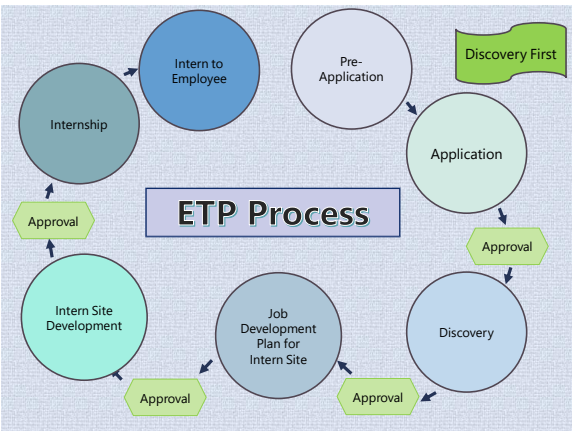 Pre-
Application
Discovery First
Application
Approval
Discovery
Approval
Job
Development
Plan for
Intern Site
Approval
Intern Site
Development
Approval
Internship
Intern to
Employee
ETP Process